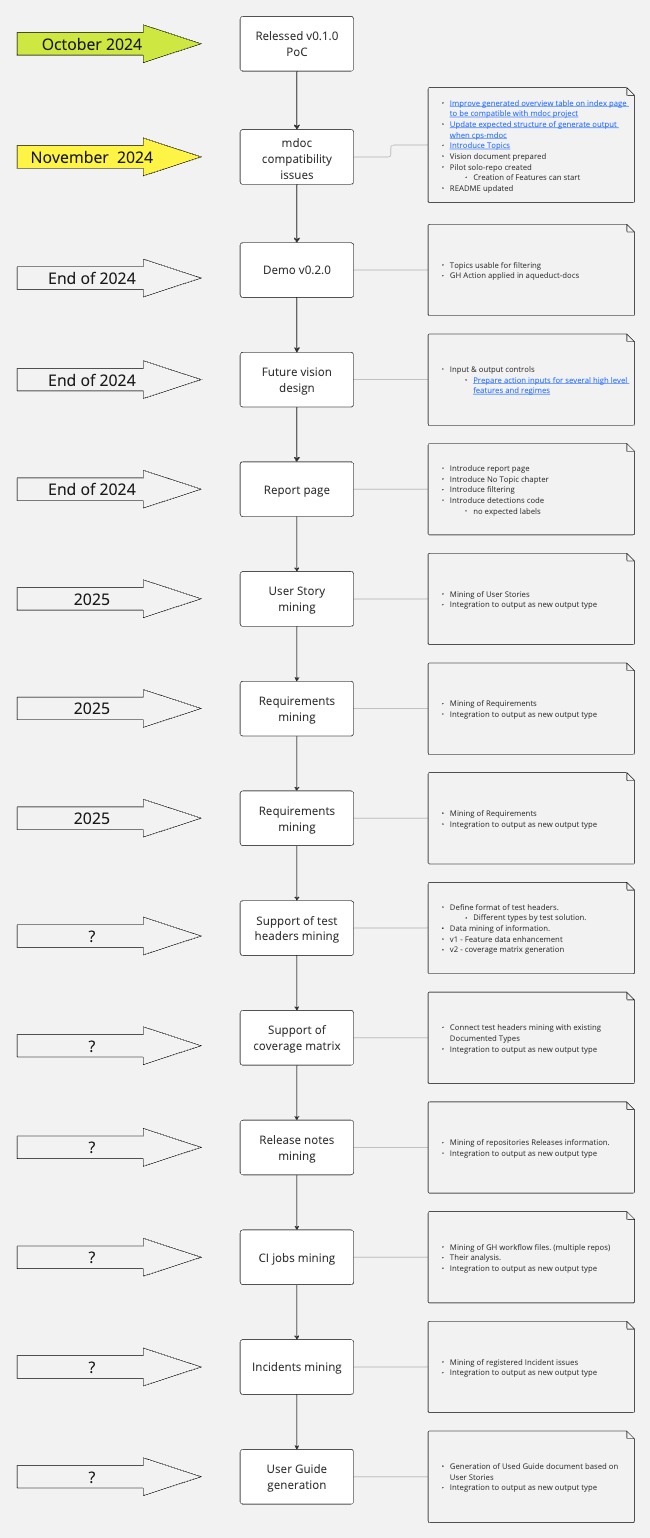 October 2024
Relessed v0.1.0
PoC
November  2024
mdoc
compatibility
issues
• Improve generated overview table on index page
to be compatible with mdoc project
• Update expected structure of generate output
when cps-mdoc
• Introduce Topics
• Vision document prepared
• Pilot solo-repo created
• Creation of Features can start
• README updated
End of 2024
Demo v0.2.0
• Topics usable for filtering
• GH Action applied in aqueduct-docs
End of 2024
Future vision
design
• Input & output controls
• Prepare action inputs for several high level
features and regimes
End of 2024
Report page
• Introduce report page
• Introduce No Topic chapter
• Introduce filtering
• Introduce detections code
• no expected labels
2025
User Story
mining
• Mining of User Stories
• Integration to output as new output type
2025
Requirements
mining
• Mining of Requirements
• Integration to output as new output type
2025
Requirements
mining
• Mining of Requirements
• Integration to output as new output type
?
Support of test
headers mining
• Define format of test headers.
• Different types by test solution.
• Data mining of information.
• v1 - Feature data enhancement
• v2 - coverage matrix generation
?
Support of
coverage matrix
• Connect test headers mining with existing
Documented Types
• Integration to output as new output type
?
Release notes
mining
• Mining of repositories Releases information.
• Integration to output as new output type
?
CI jobs mining
• Mining of GH workflow files. (multiple repos)
• Their analysis.
• Integration to output as new output type
?
Incidents mining
• Mining of registered Incident issues
• Integration to output as new output type
?
User Guide
generation
• Generation of Used Guide document based on
User Stories
• Integration to output as new output type